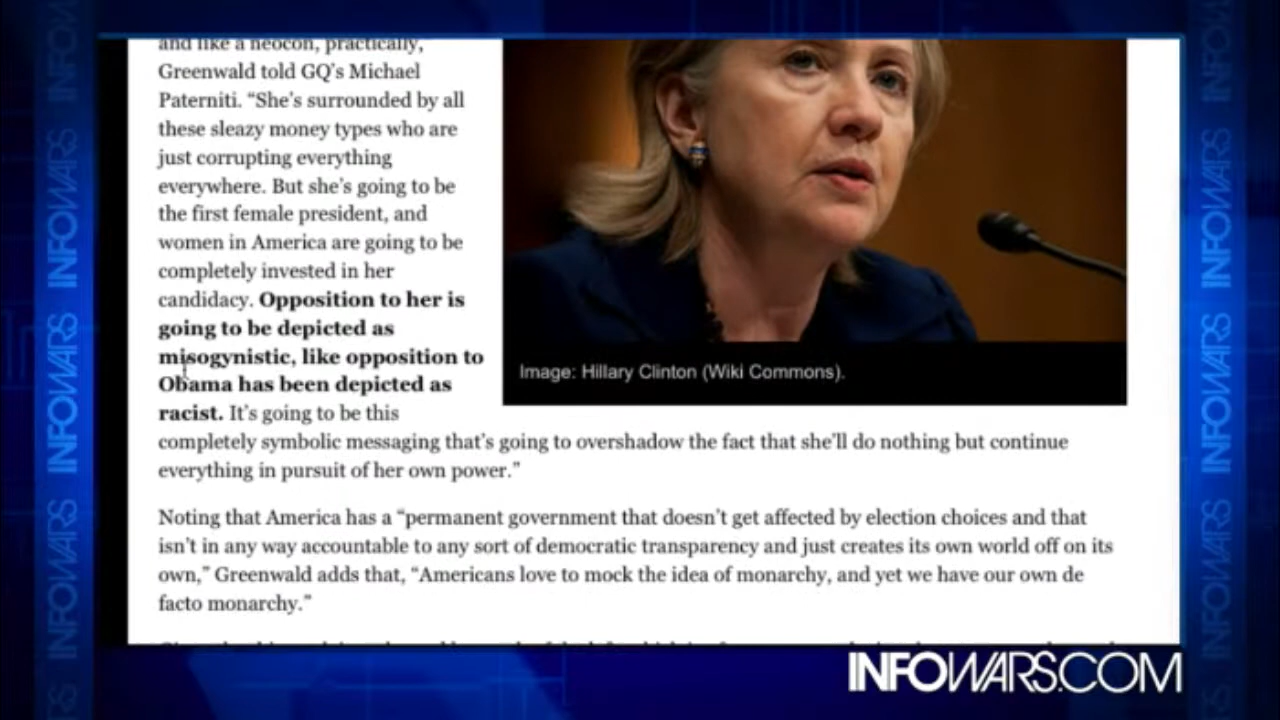 and like a neocon, practically,
Greenwald told GQ's Michael
Paterniti. “She's surrounded by all
these sleazy money types who are
just corrupting everything
everywhere. But she's going to be
the first female president, and
women in America are going to be
completely invested in her
candidacy. Opposition to her is
going to be depicted as
misogynistic, like opposition to
Obama has been depicted as
racist. It's going to be this
completely symbolic messaging that's going to overshadow the fact that she'll do nothing but continue
everything in pursuit of her own power.”
Image: Hillary Clinton (Wiki Commons).
Noting that America has a “permanent government that doesn't get affected by election choices and that
isn't in any way accountable to any sort of democratic transparency and just creates its own world off on its
own,” Greenwald adds that, “Americans love to mock the idea of monarchy, and yet we have our own de
facto monarchy.”
INFOWARS.COM
INFOWARS
INFOWARS
INFOWARS
INFOWARS
INFOWARS
INFOWARS
INFOWARS
INFOWARS